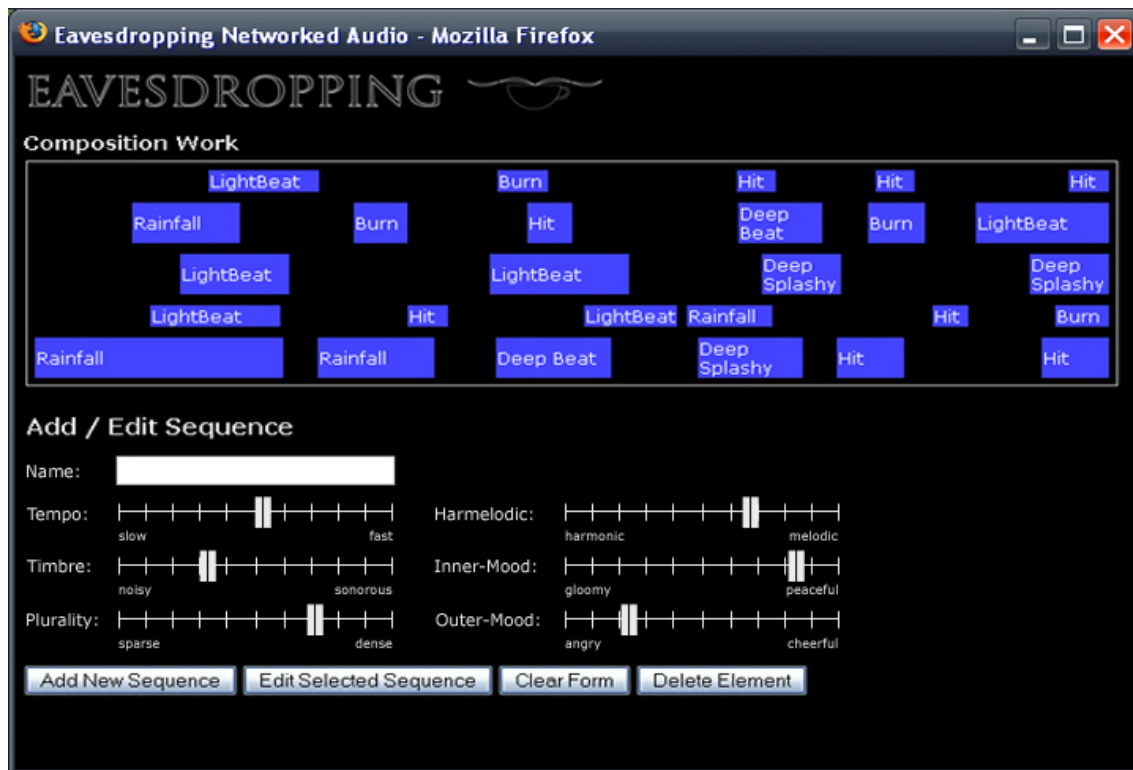 Eavesdropping Networked Audio - Mozilla Firefox
EAVESDROPPING
Composition Work
LightBeat Burn Hit Hit Hit
Rainfall Burn Hit Deep Beat Burn LightBeat
LightBeat LightBeat Deep Splashy Deep Splashy
LightBeat Hit LightBeat Rainfall Hit Burn
Rainfall Rainfall Deep Beat Deep Splashy Hit Hit
Add / Edit Sequence
Name:
Tempo: Harmelodic:
slow fast harmonic melodic
Timbre: Inner-Mood:
noisy sonorous gloomy peaceful
Plurality: Outer-Mood:
sparse dense angry cheerful
Add New Sequence Edit Selected Sequence Clear Form Delete Element